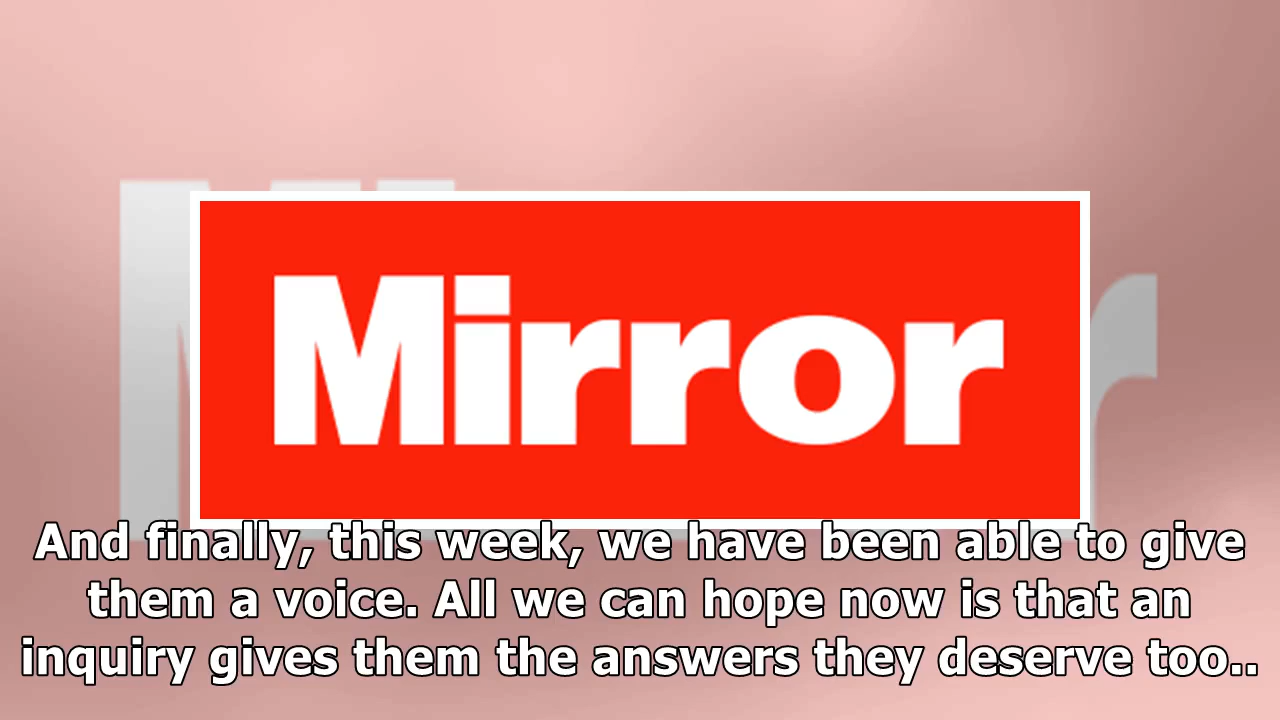 Mirror
And finally, this week, we have been able to give
them a voice. All we can hope now is that an
inquiry gives them the answers they deserve too..